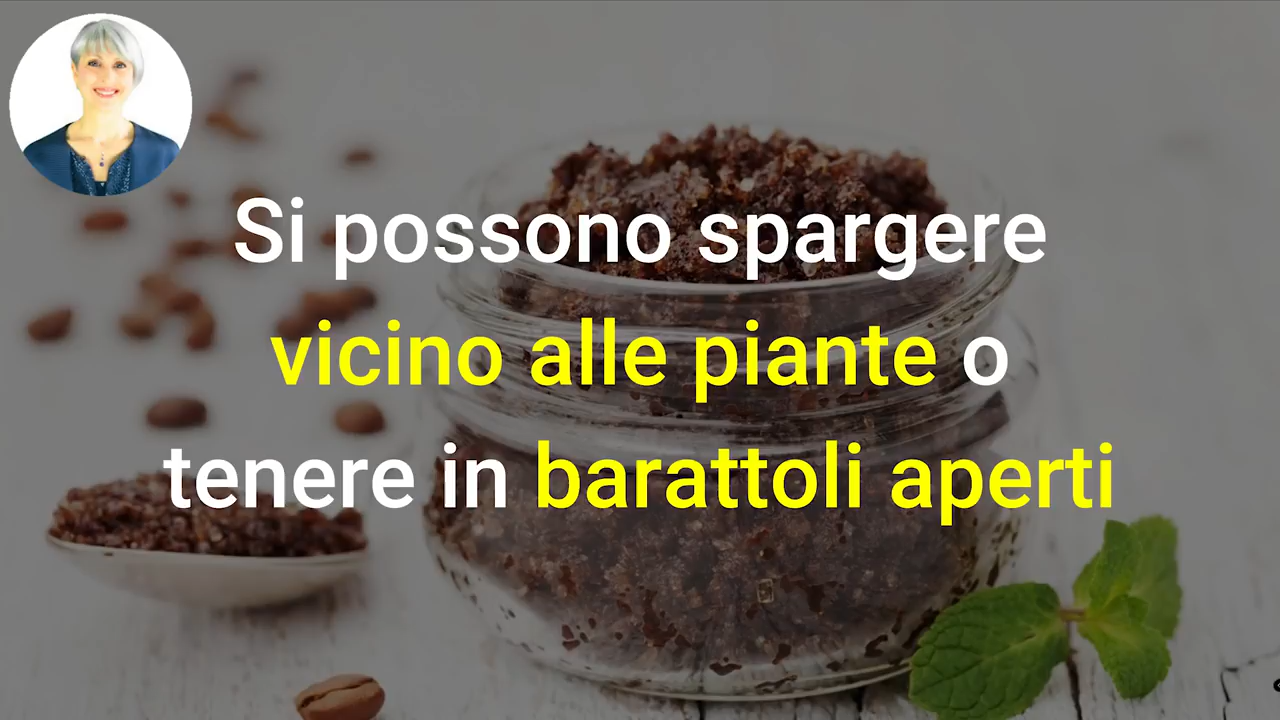 Si possono spargere
vicino alle piante o
tenere in barattoli aperti